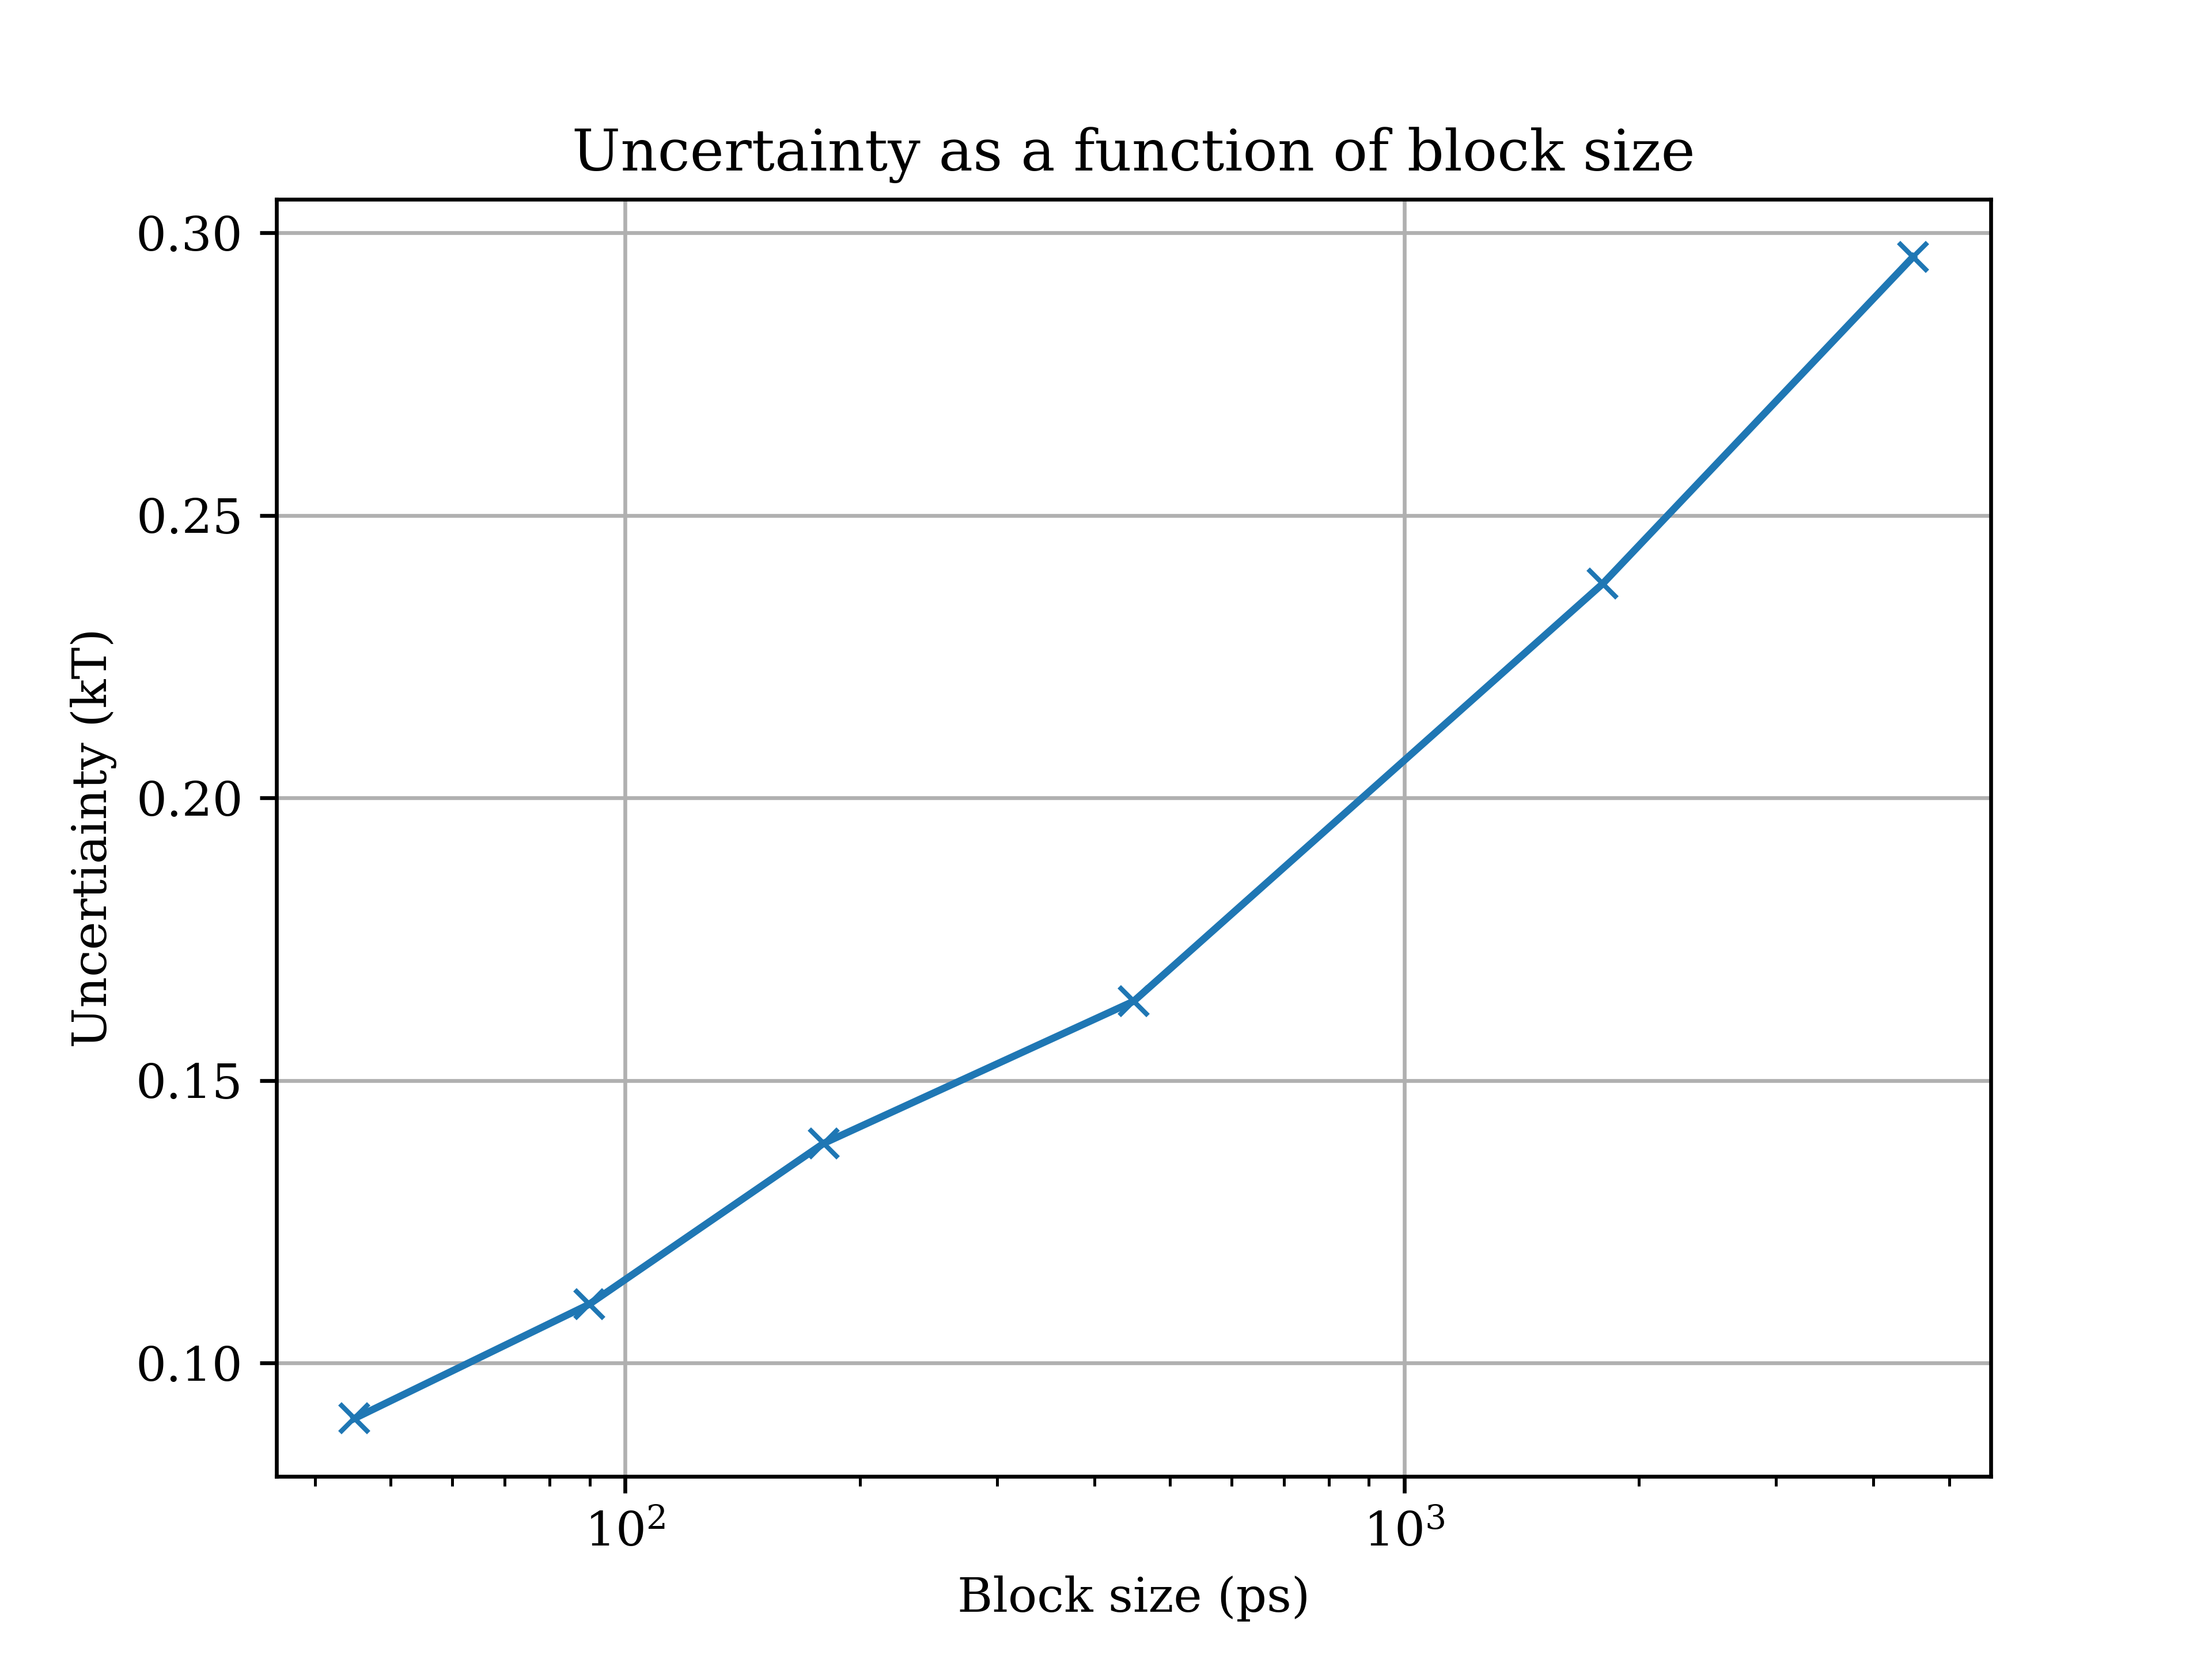 Uncertainty as a function of block size
0.30
0.25
0.20
0.15
0.10
Uncertiainty (kT)
10²
10³
Block size (ps)